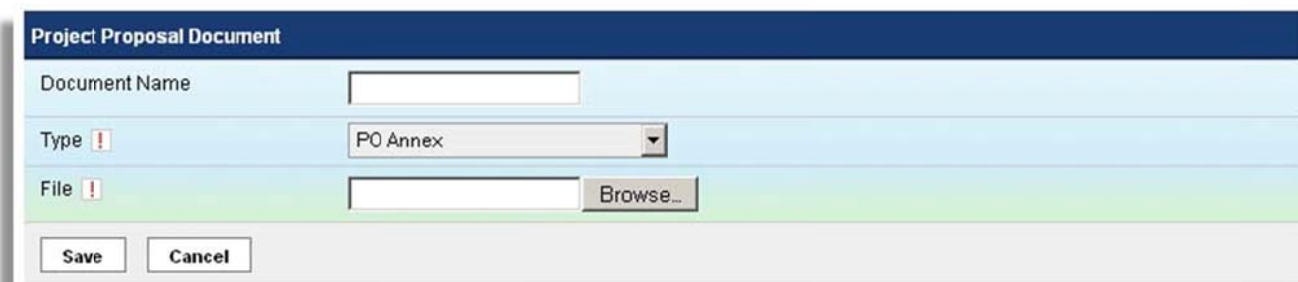 Project Proposal Document
Document Name
Type !
PO Annex
File !
Browse...
Save Cancel